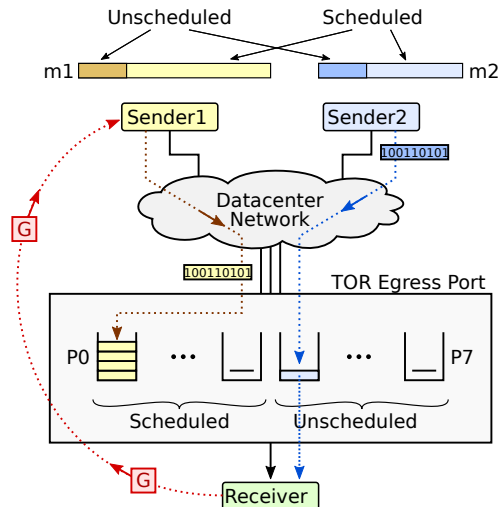 Unscheduled Scheduled
m1 m2
Sender1 Sender2
100110101
Datacenter
Network
G
100110101
TOR Egress Port
P0 ... ... P7
Scheduled Unscheduled
G
Receiver